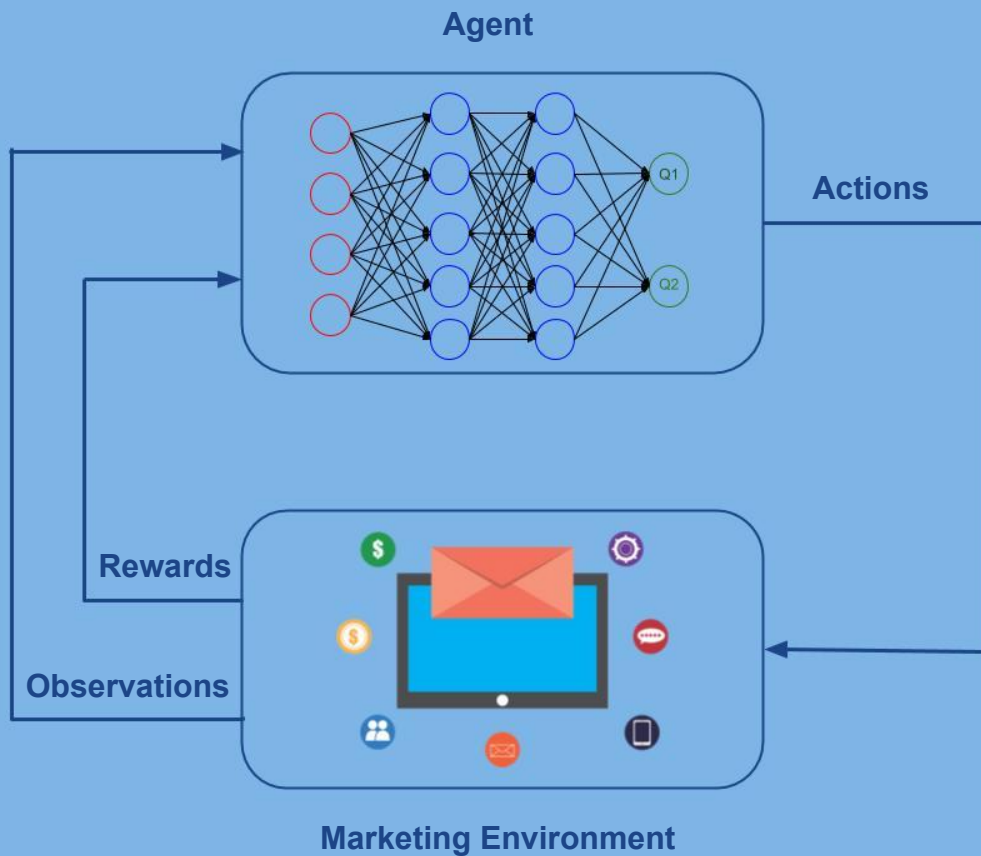 Agent
Q1
Actions
Q2
Rewards
$
$
Observations
Marketing Environment